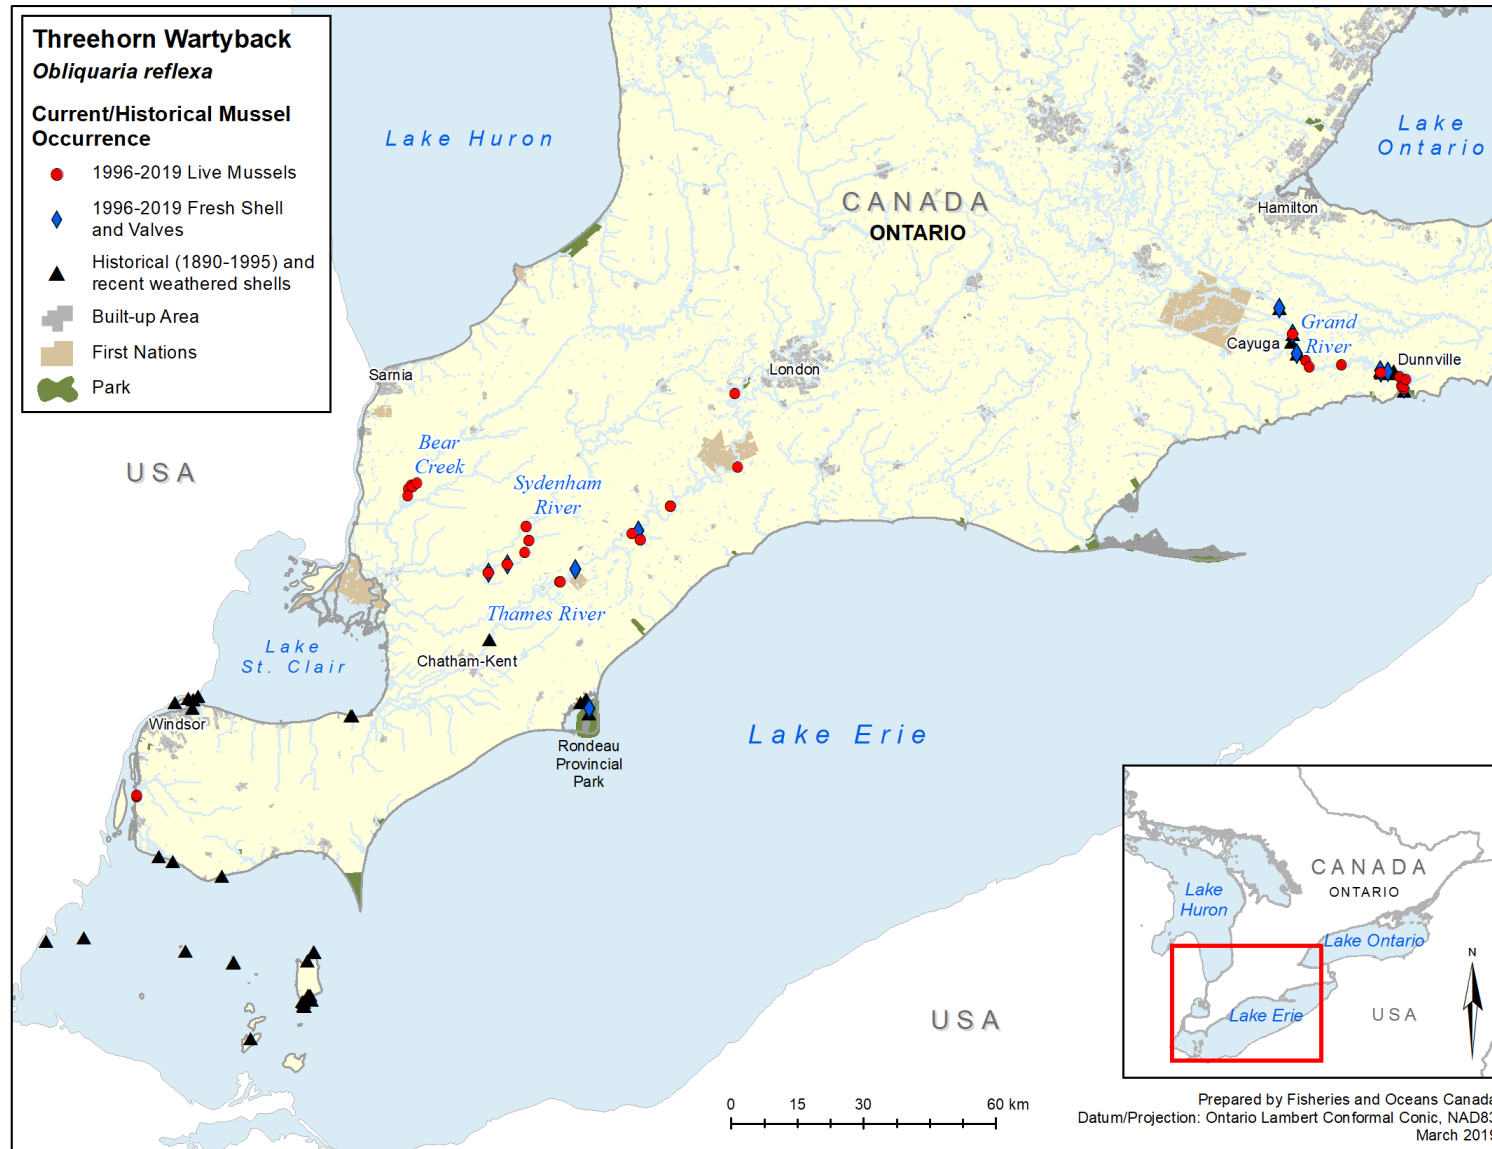 Threehorn Wartyback
Obliquaria reflexa
Current/Historical Mussel
Occurrence
1996-2019 Live Mussels
1996-2019 Fresh Shell
and Valves
Historical (1890-1995) and
recent weathered shells
Built-up Area
First Nations
Park
Lake Huron
Lake
Ontario
CANADA
ONTARIO
Hamilton
Grand
River
Cayuga
Dunnville
London
Sarnia
Bear
Creek
USA
Sydenham
River
Thames River
Lake
St. Clair
Chatham-Kent
Windsor
Rondeau
Provincial
Park
Lake Erie
USA
CANADA
ONTARIO
Lake
Huron
Lake Ontario
Lake Erie
USA
N
0 15 30 60 km
Prepared by Fisheries and Oceans Canada
Datum/Projection: Ontario Lambert Conformal Conic, NAD83
March 2019